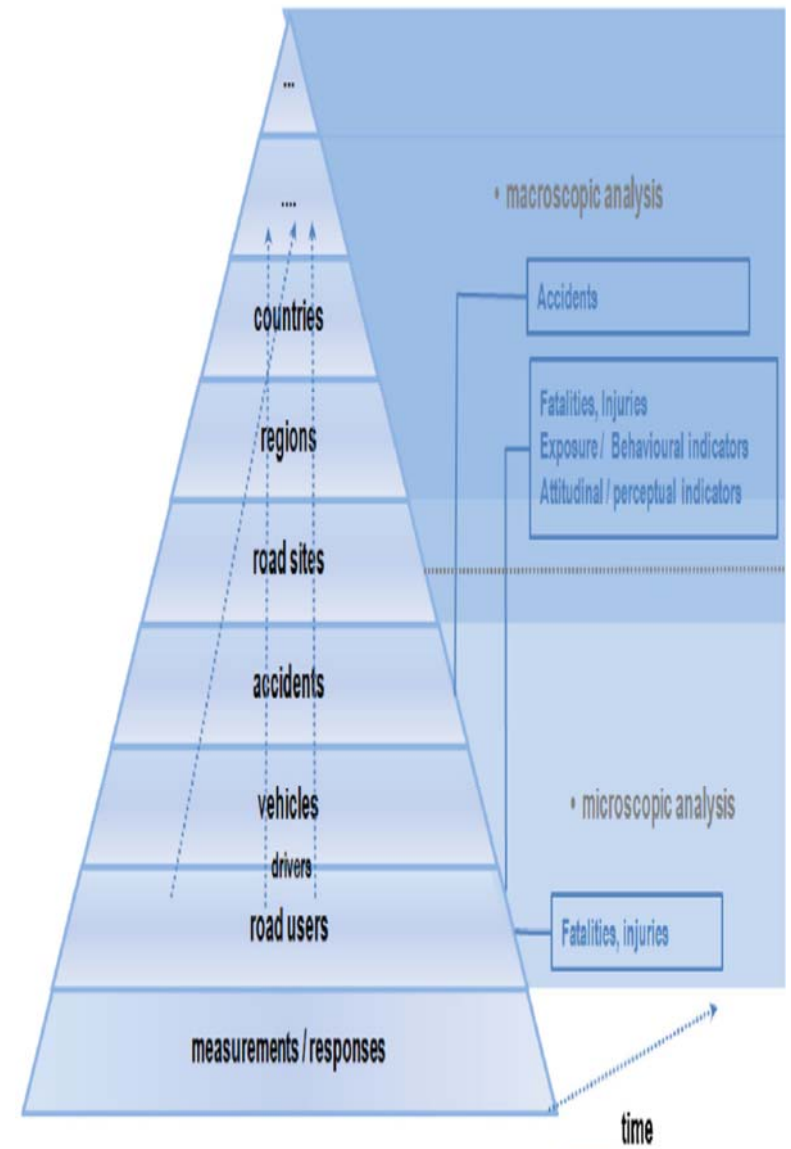 ...
....
• macroscopic analysis
Accidents
countries
Fatalities, Injuries
Exposure / Behavioural indicators
Attitudinal / perceptual indicators
regions
road sites
accidents
vehicles
• microscopic analysis
drivers
road users
Fatalities, injuries
measurements / responses
time